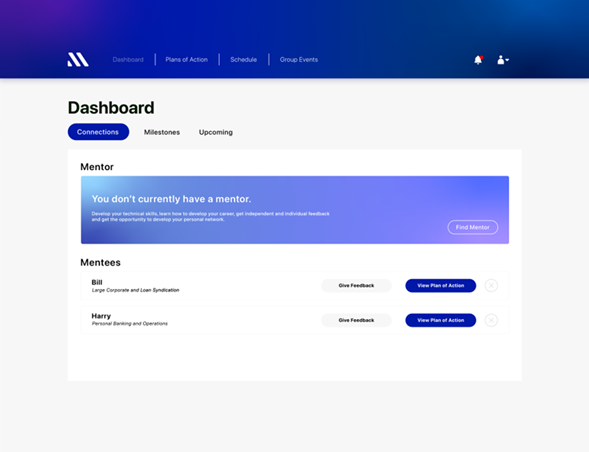 Dashboard
Plans of Action
Schedule
Group Events
Dashboard
Connections
Milestones
Upcoming
Mentor
You don't currently have a mentor.
Develop your technical skills, learn how to develop your career, get independent and individual feedback
and get the opportunity to develop your personal network.
Find Mentor
Mentees
Bill
Large Corporate and Loan Syndication
Give Feedback
View Plan of Action
Harry
Personal Banking and Operations
Give Feedback
View Plan of Action